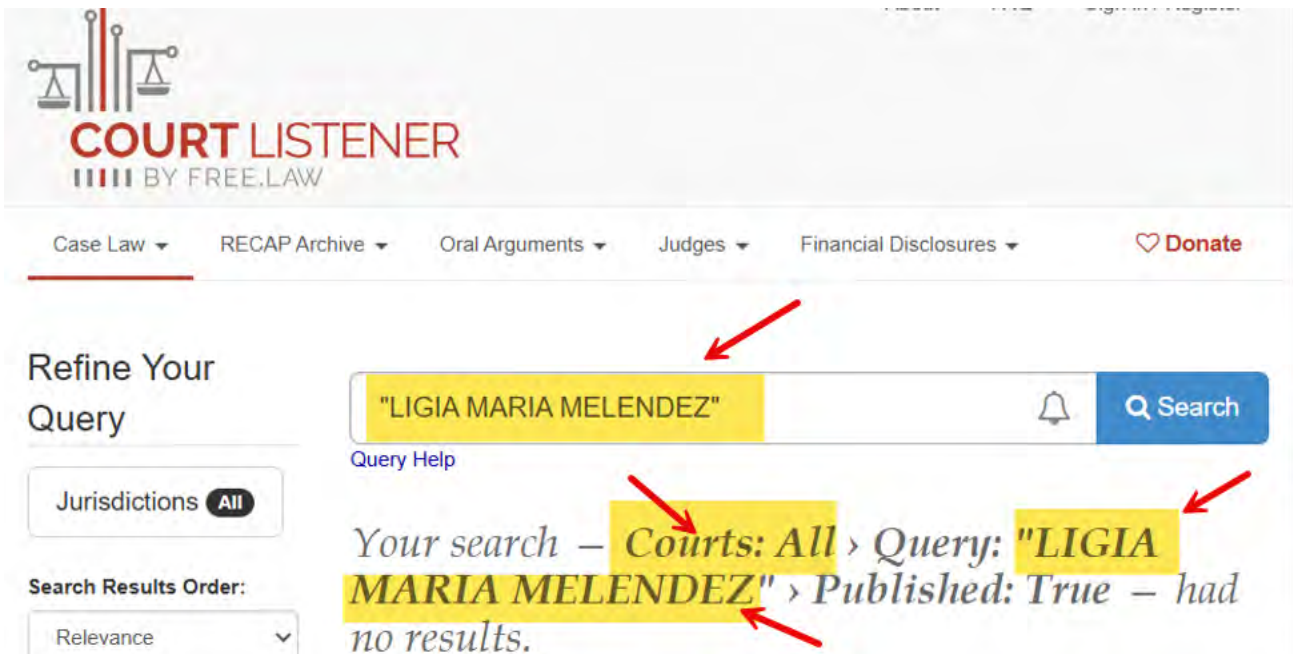 COURT LISTENER
BY FREE.LAW
Case Law
RECAP Archive
Oral Arguments
Judges
Financial Disclosures
Donate
Refine Your
Query
Jurisdictions All
Search Results Order:
Relevance
"LIGIA MARIA MELENDEZ"
Search
Query Help
Your search – Courts: All › Query: "LIGIA
MARIA MELENDEZ" › Published: True – had
no results.